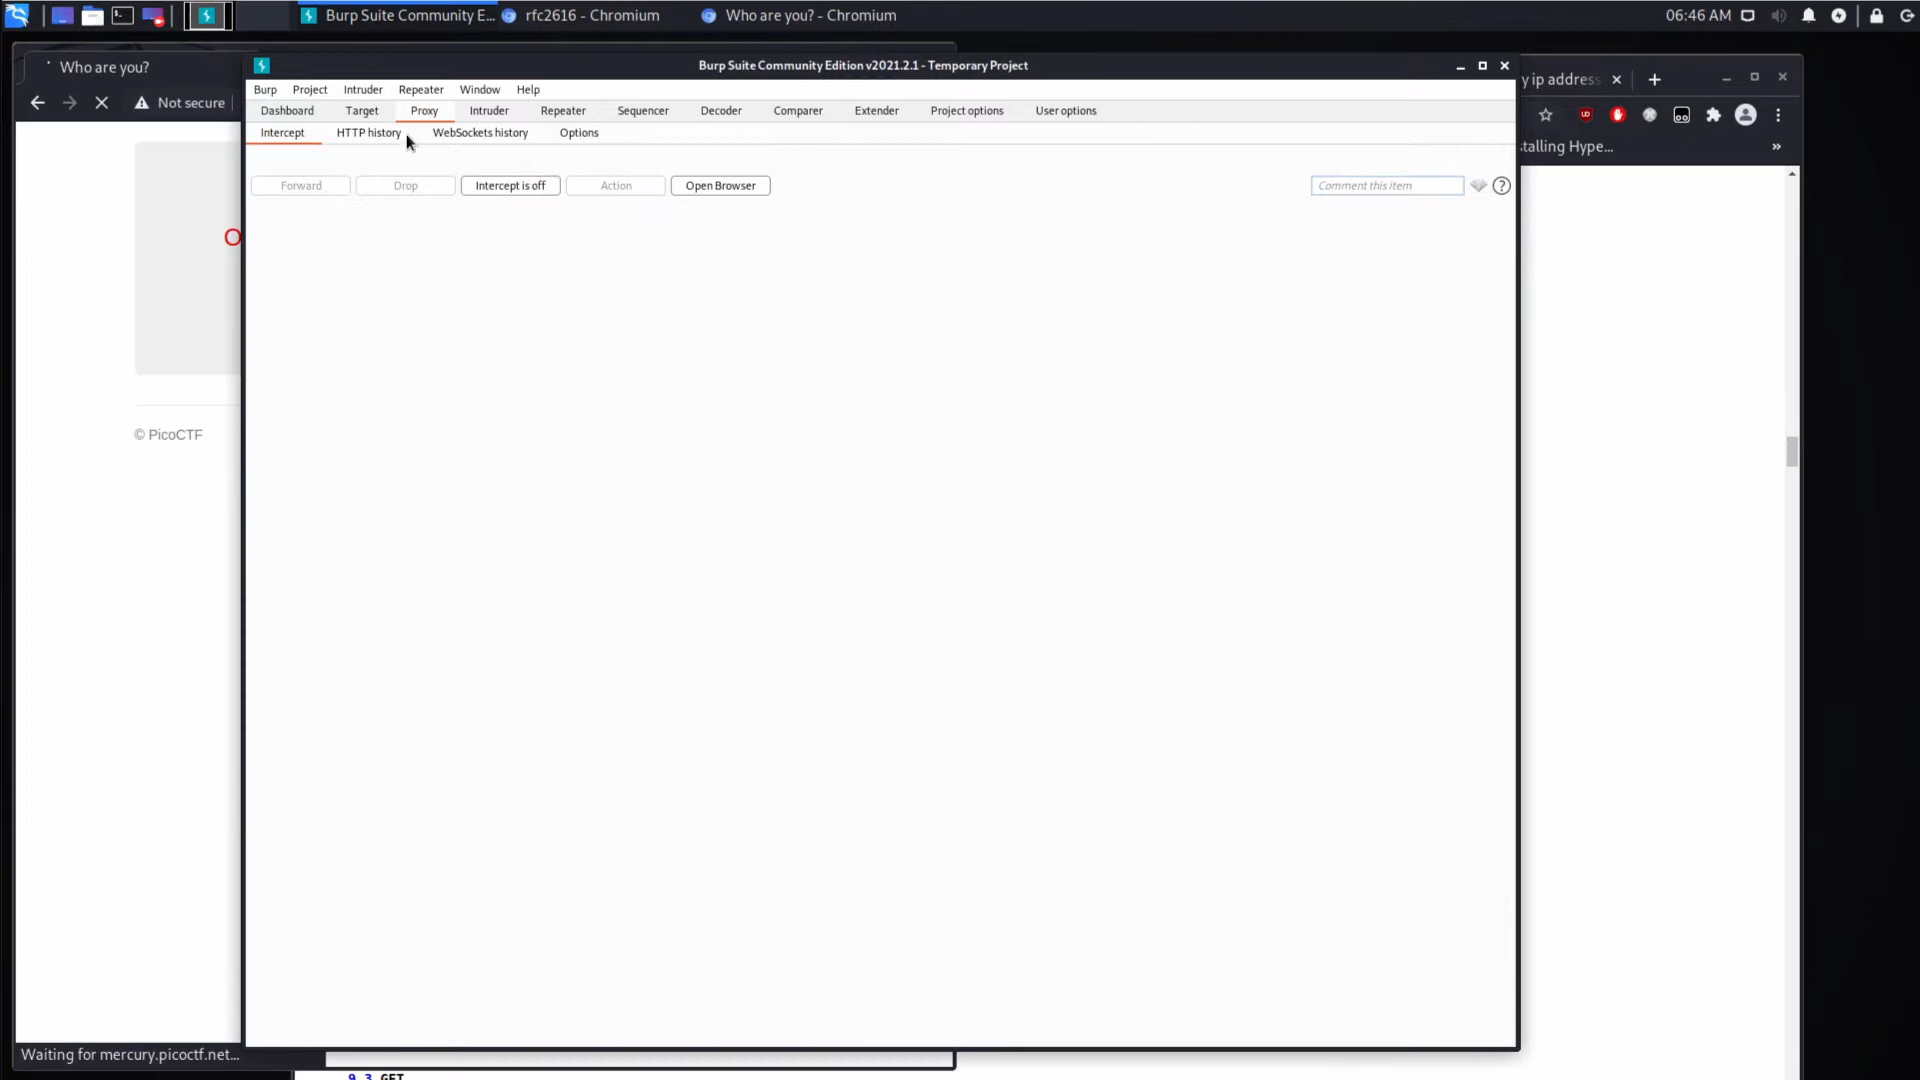 Burp Suite Community E...
rfc2616 - Chromium
Who are you? - Chromium
06:46 AM
Who are you?
Burp Suite Community Edition v2021.2.1 - Temporary Project
y ip address
Burp Project Intruder Repeater Window Help
Not secure
Dashboard Target Proxy Intruder Repeater Sequencer Decoder Comparer Extender Project options User options
Intercept HTTP history WebSockets history Options
stalling Hype...
»
Forward Drop Intercept is off Action Open Browser
Comment this item
?
O
© PicoCTF
Waiting for mercury.picoctf.net...
9.3 GET